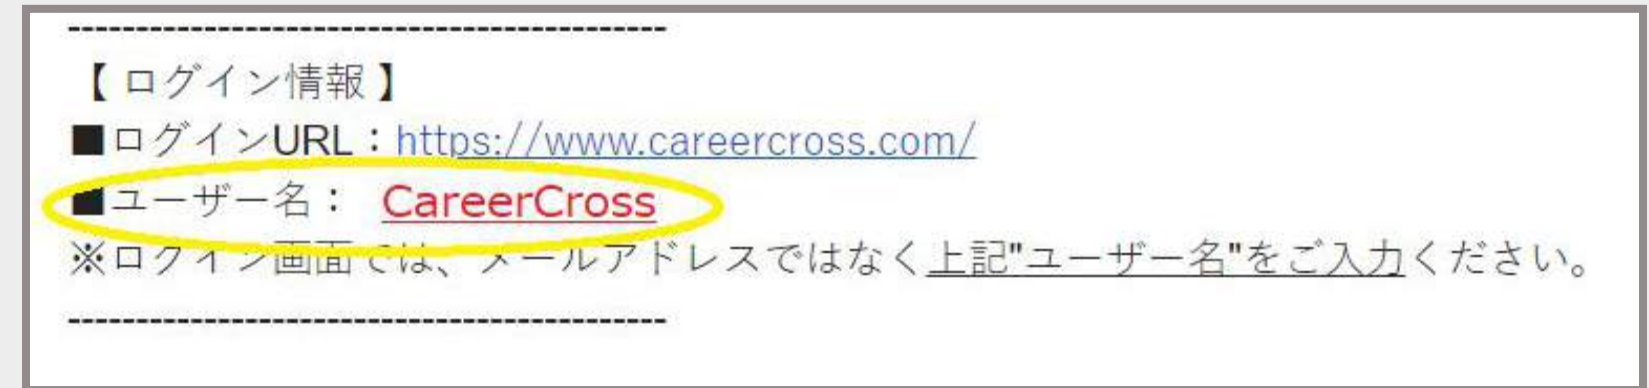 --------------------------------------------
【 ログイン情報 】
■ログインURL：https://www.careercross.com/
■ユーザー名： CareerCross
※ログイン画面では、メールアドレスではなく上記"ユーザー名"をご入力ください。
--------------------------------------------